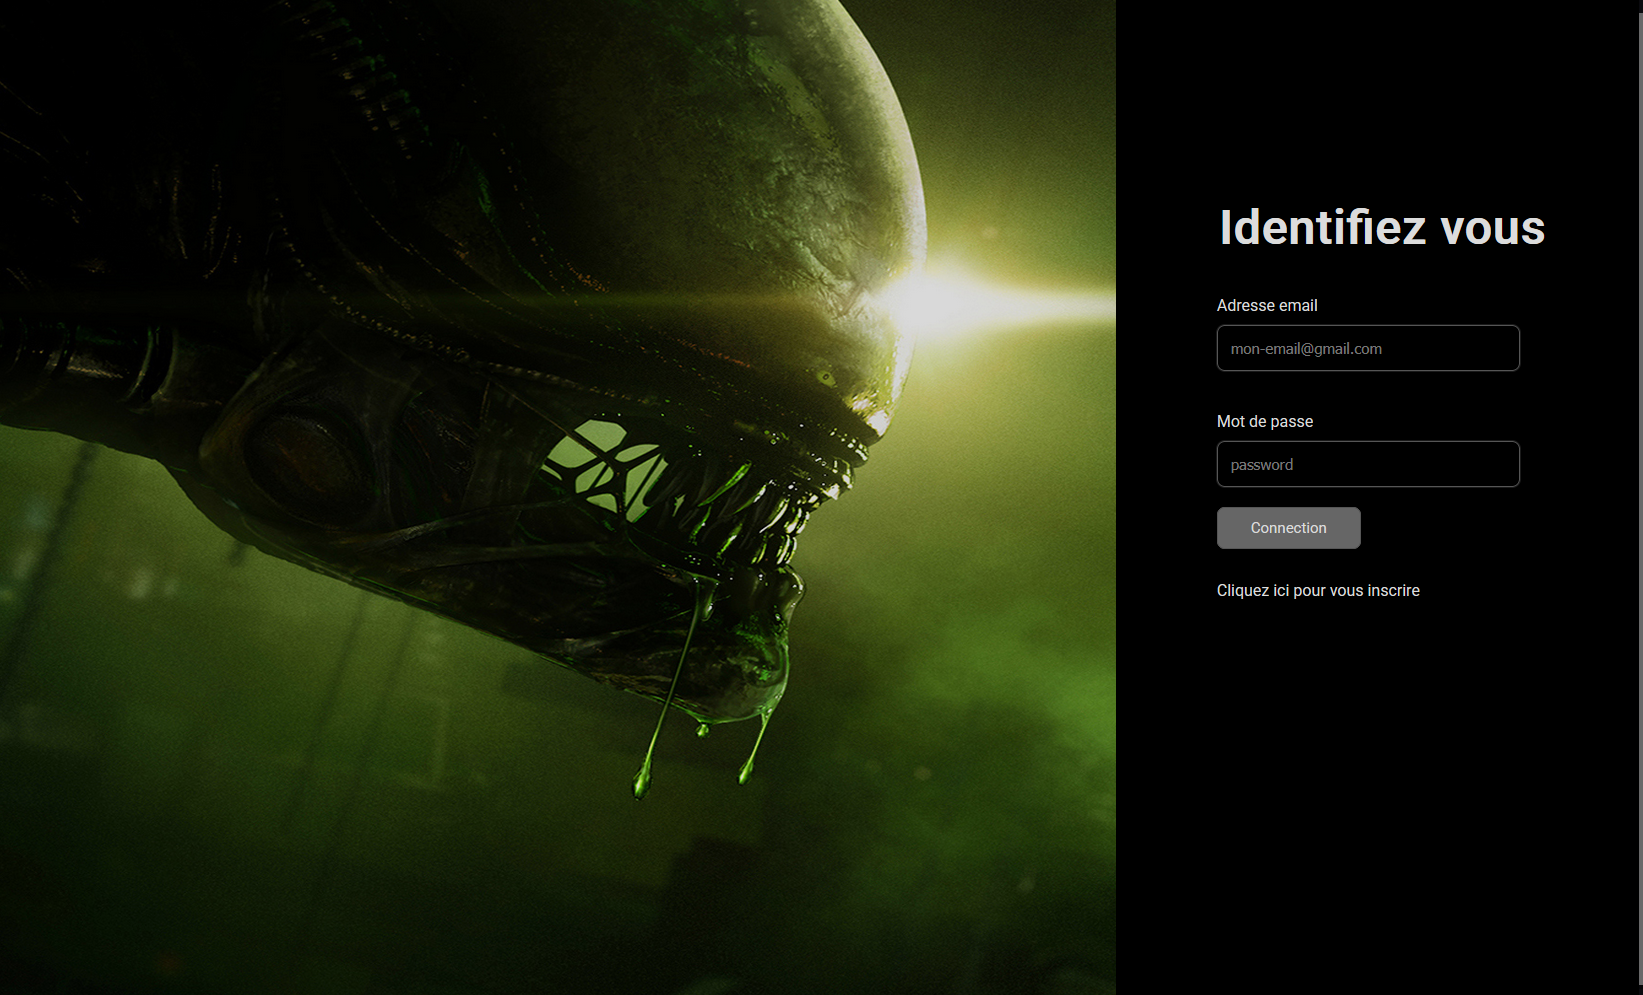 Identifiez vous
Adresse email
mon-email@gmail.com
Mot de passe
password
Connection
Cliquez ici pour vous inscrire